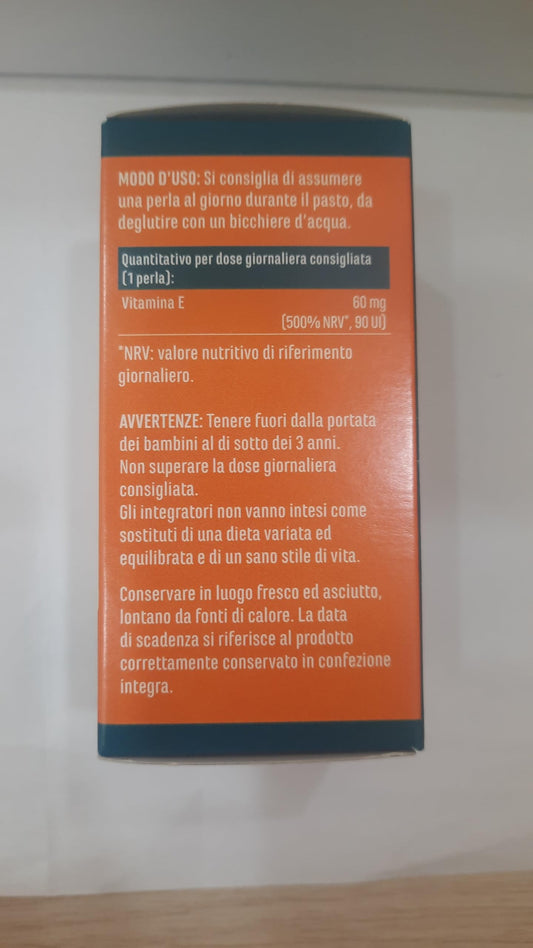 MODO D'USO: Si consiglia di assumere
una perla al giorno durante il pasto, da
deglutire con un bicchiere d'acqua.
Quantitativo per dose giornaliera consigliata
(1 perla):
Vitamina E 60 mg
(500% NRV*, 90 UI)
*NRV: valore nutritivo di riferimento
giornaliero.
AVVERTENZE: Tenere fuori dalla portata
dei bambini al di sotto dei 3 anni.
Non superare la dose giornaliera
consigliata.
Gli integratori non vanno intesi come
sostituti di una dieta variata ed
equilibrata e di un sano stile di vita.
Conservare in luogo fresco ed asciutto,
lontano da fonti di calore. La data
di scadenza si riferisce al prodotto
correttamente conservato in confezione
integra.